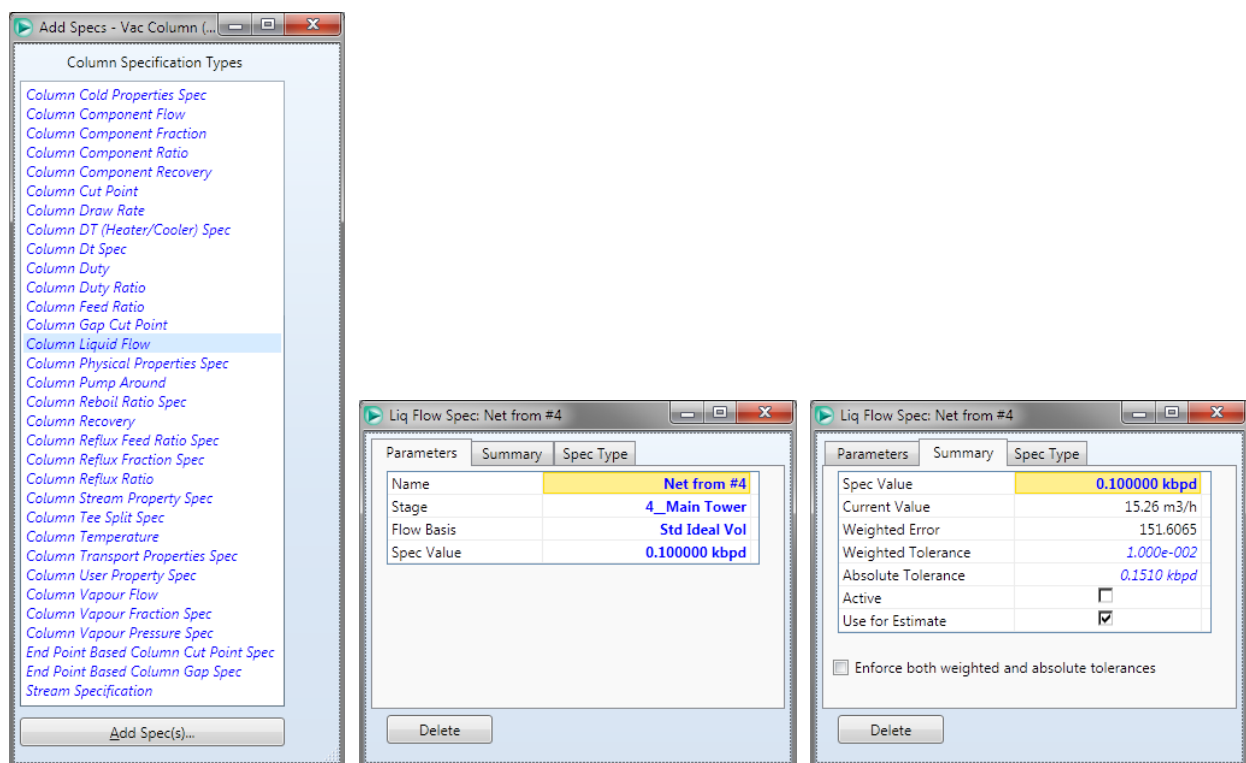 Add Specs - Vac Column (...
Column Specification Types
Column Cold Properties Spec
Column Component Flow
Column Component Fraction
Column Component Ratio
Column Component Recovery
Column Cut Point
Column Draw Rate
Column DT (Heater/Cooler) Spec
Column Dt Spec
Column Duty
Column Duty Ratio
Column Feed Ratio
Column Gap Cut Point
Column Liquid Flow
Column Physical Properties Spec
Column Pump Around
Column Reboil Ratio Spec
Column Recovery
Column Reflux Feed Ratio Spec
Column Reflux Fraction Spec
Column Reflux Ratio
Column Stream Property Spec
Column Tee Split Spec
Column Temperature
Column Transport Properties Spec
Column User Property Spec
Column Vapour Flow
Column Vapour Fraction Spec
Column Vapour Pressure Spec
End Point Based Column Cut Point Spec
End Point Based Column Gap Spec
Stream Specification
Add Spec(s)...
Liq Flow Spec: Net from #4
Parameters Summary Spec Type
Name Net from #4
Stage 4__Main Tower
Flow Basis Std Ideal Vol
Spec Value 0.100000 kbpd
Delete
Liq Flow Spec: Net from #4
Parameters Summary Spec Type
Spec Value 0.100000 kbpd
Current Value 15.26 m3/h
Weighted Error 151.6065
Weighted Tolerance 1.000e-002
Absolute Tolerance 0.1510 kbpd
Active
Use for Estimate
Enforce both weighted and absolute tolerances
Delete